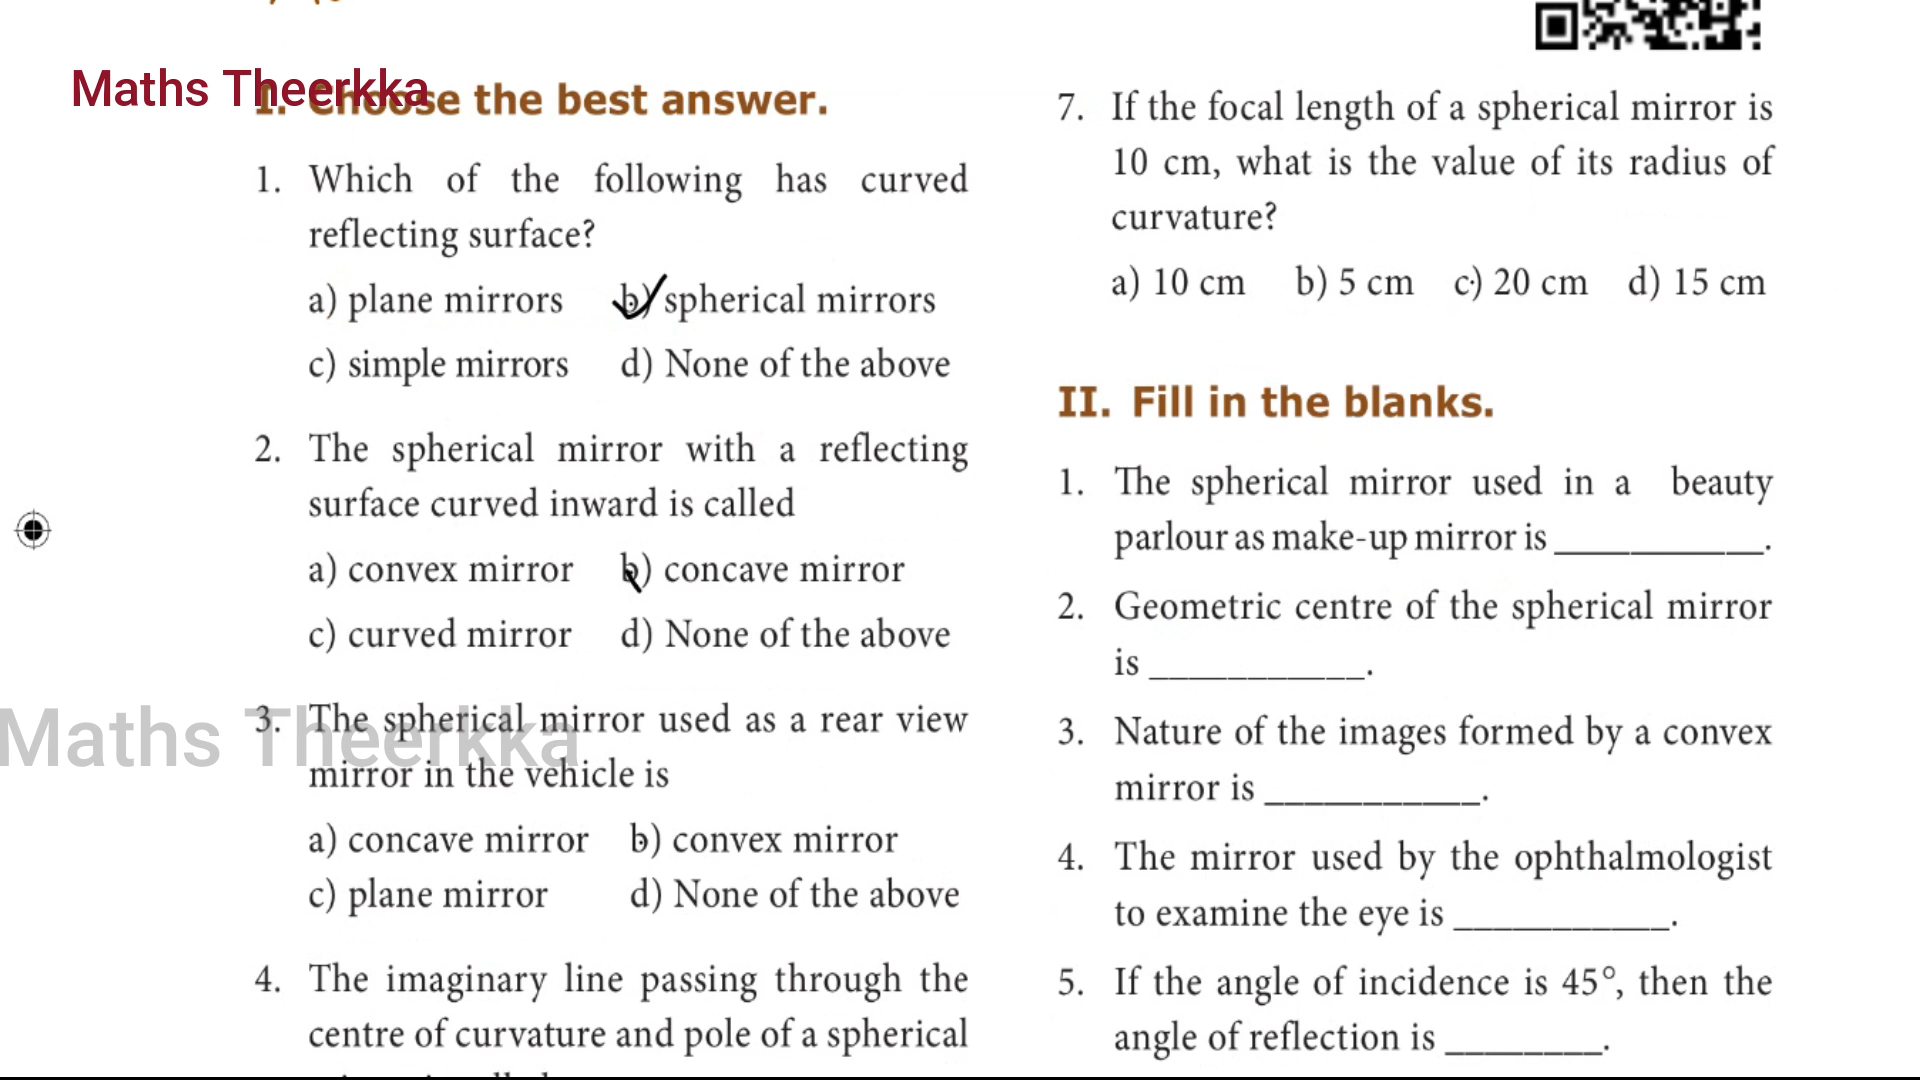 Maths Theerkka
I. Choose the best answer.
1. Which of the following has curved
reflecting surface?
a) plane mirrors b) spherical mirrors
c) simple mirrors d) None of the above
2. The spherical mirror with a reflecting
surface curved inward is called
a) convex mirror b) concave mirror
c) curved mirror d) None of the above
3. The spherical mirror used as a rear view
mirror in the vehicle is
Maths Theerkka
a) concave mirror b) convex mirror
c) plane mirror d) None of the above
4. The imaginary line passing through the
centre of curvature and pole of a spherical
7. If the focal length of a spherical mirror is
10 cm, what is the value of its radius of
curvature?
a) 10 cm b) 5 cm c) 20 cm d) 15 cm
II. Fill in the blanks.
1. The spherical mirror used in a beauty
parlour as make-up mirror is ___________.
2. Geometric centre of the spherical mirror
is ___________.
3. Nature of the images formed by a convex
mirror is ___________.
4. The mirror used by the ophthalmologist
to examine the eye is ___________.
5. If the angle of incidence is 45°, then the
angle of reflection is ________.